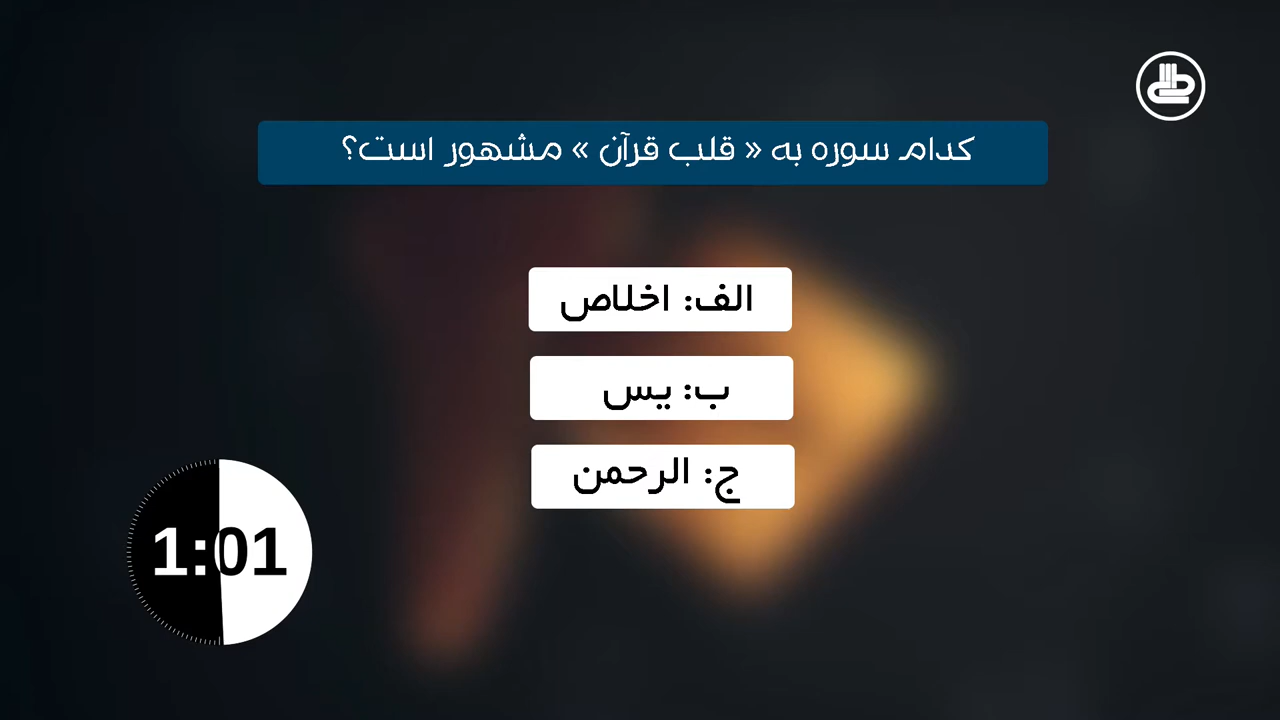 کدام سوره به « قلب قرآن » مشهور است؟
الف: اخلاص
ب: یس
ج: الرحمن
1:01